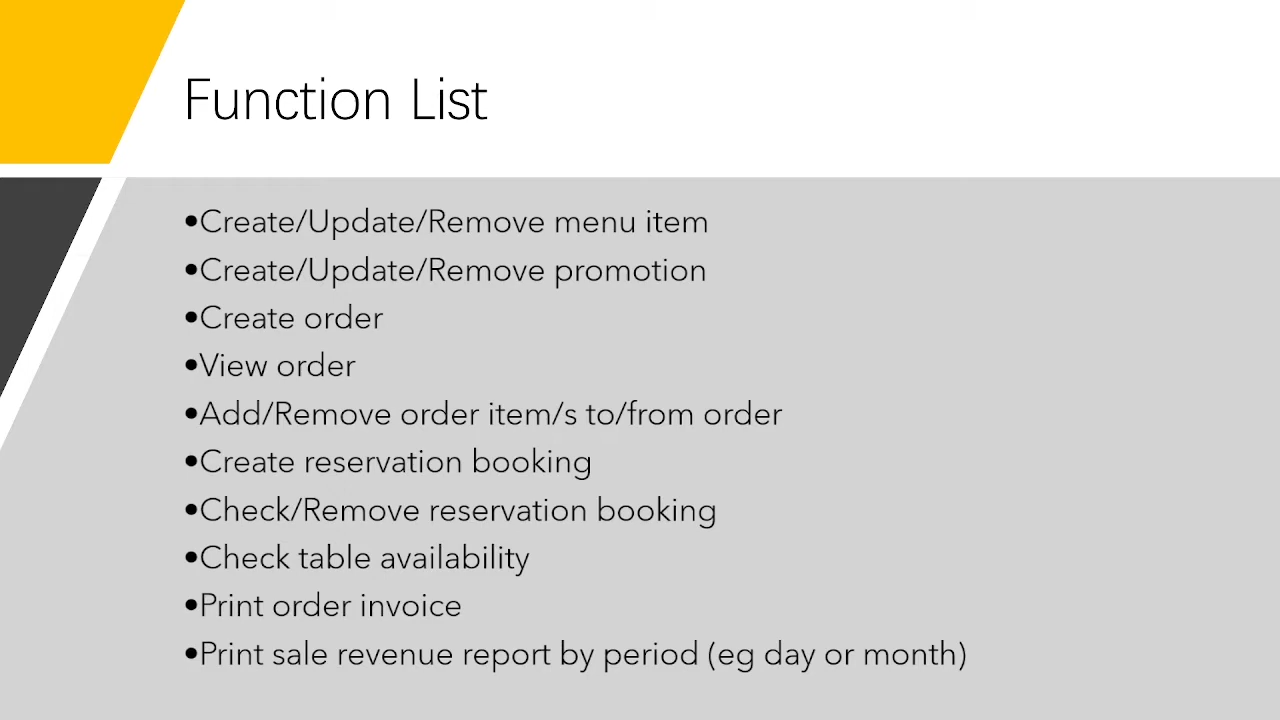 Function List
•Create/Update/Remove menu item
•Create/Update/Remove promotion
•Create order
•View order
•Add/Remove order item/s to/from order
•Create reservation booking
•Check/Remove reservation booking
•Check table availability
•Print order invoice
•Print sale revenue report by period (eg day or month)